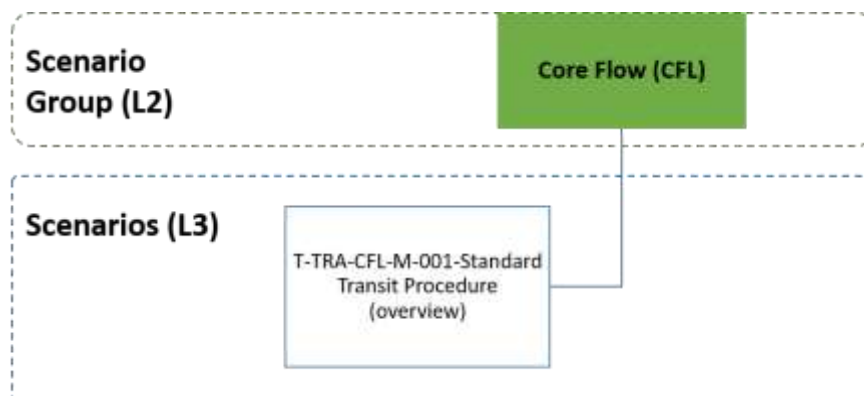 Scenario
Group (L2)
Core Flow (CFL)
Scenarios (L3)
T-TRA-CFL-M-001-Standard
Transit Procedure
(overview)